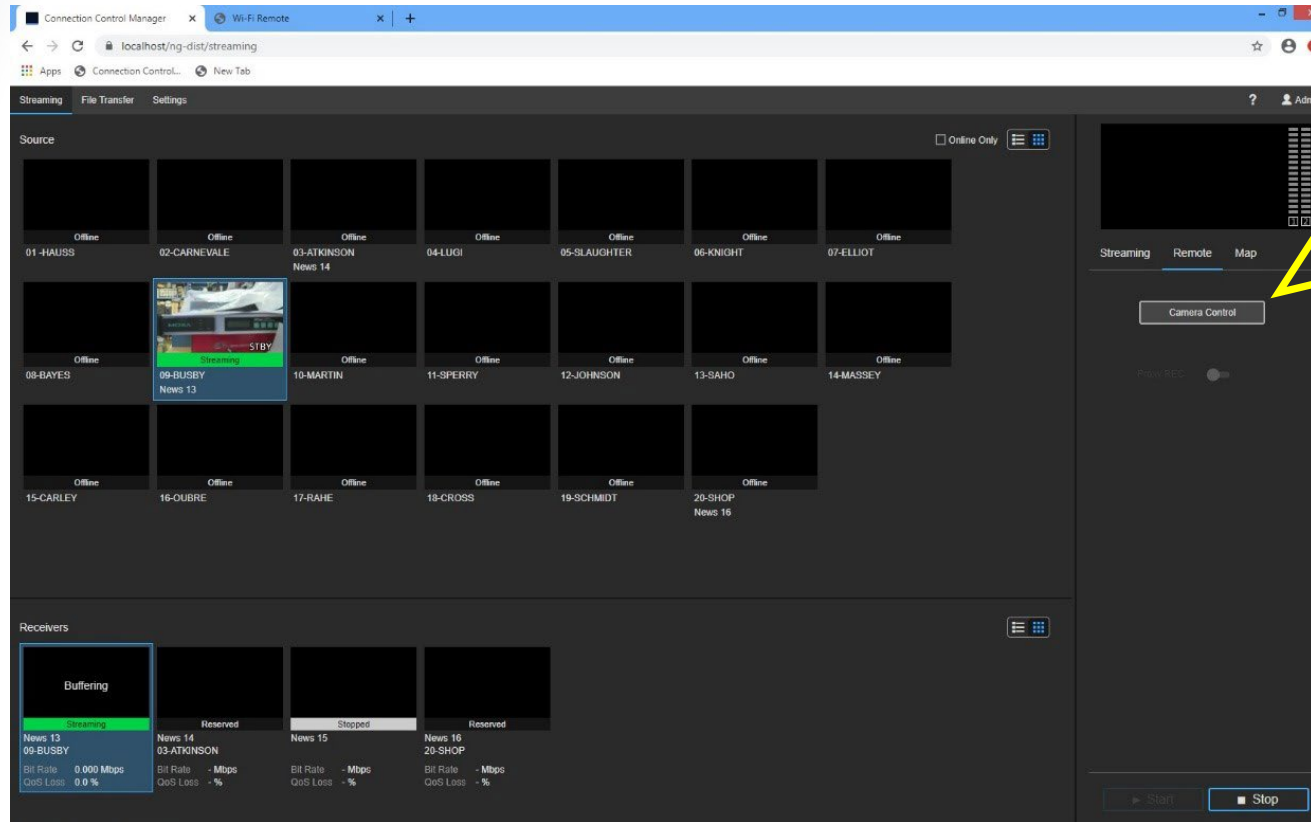 Connection Control Manager
Wi-Fi Remote
localhost/ng-dist/streaming
Apps Connection Control... New Tab
Streaming File Transfer Settings ? Adm
Source Online Only
Offline Offline Offline Offline Offline Offline Offline
01 -HAUSS 02-CARNEVALE 03-ATKINSON 04-LUGI 05-SLAUGHTER 06-KNIGHT 07-ELLIOT
News 14
1 2
Streaming Remote Map
Camera Control
STBY
Offline Streaming Offline Offline Offline Offline Offline
08-BAYES 09-BUSBY 10-MARTIN 11-SPERRY 12-JOHNSON 13-SAHO 14-MASSEY
News 13
REC
Offline Offline Offline Offline Offline Offline
15-CARLEY 16-OUBRE 17-RAHE 18-CROSS 19-SCHMIDT 20-SHOP
News 16
Receivers
Buffering
Streaming Reserved Stopped Reserved
News 13 News 14 News 15 News 16
09-BUSBY 03-ATKINSON 20-SHOP
Bit Rate 0.000 Mbps Bit Rate - Mbps Bit Rate - Mbps Bit Rate - Mbps
QoS Loss 0.0 % QoS Loss - % QoS Loss - % QoS Loss - %
Start Stop